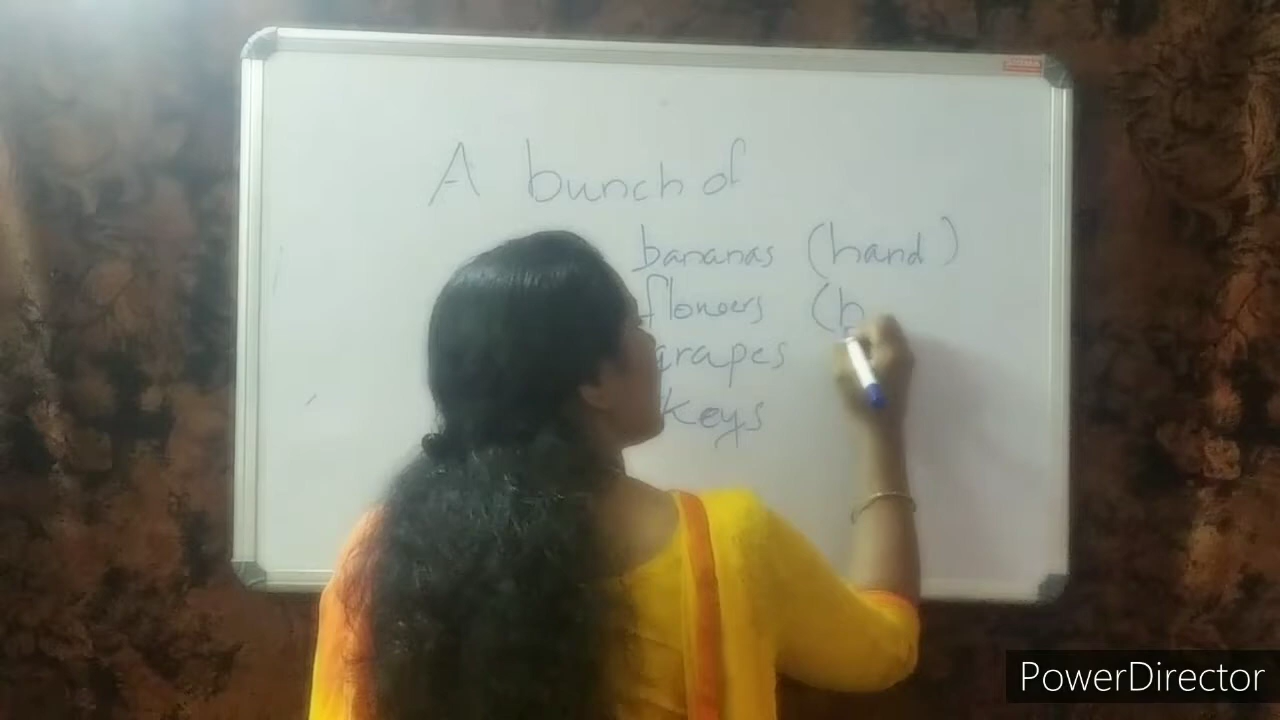 A bunch of
bananas (hand)
flowers (b
grapes
keys
PowerDirector